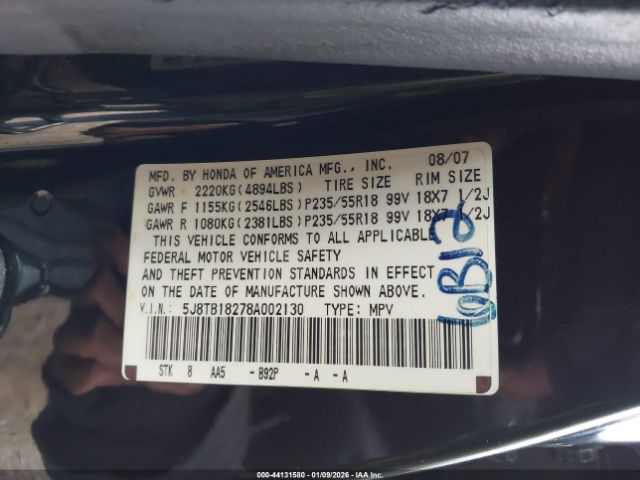 MFD. BY HONDA OF AMERICA MFG., INC. 08/07
GVWR 2220KG(4894LBS) TIRE SIZE RIM SIZE
GAWR F 1155KG(2546LBS)P235/55R18 99V 18X7 1/2J
GAWR R 1080KG(2381LBS)P235/55R18 99V 18X7 1/2J
THIS VEHICLE CONFORMS TO ALL APPLICABLE
FEDERAL MOTOR VEHICLE SAFETY
AND THEFT PREVENTION STANDARDS IN EFFECT
ON THE DATE OF MANUFACTURE SHOWN ABOVE.
V.I.N.: 5J8TB18278A002130 TYPE: MPV
STK 8 AA5 -B92P -A -A
10B12
000-44131580 | 01/09/2026 | IAA, Inc.